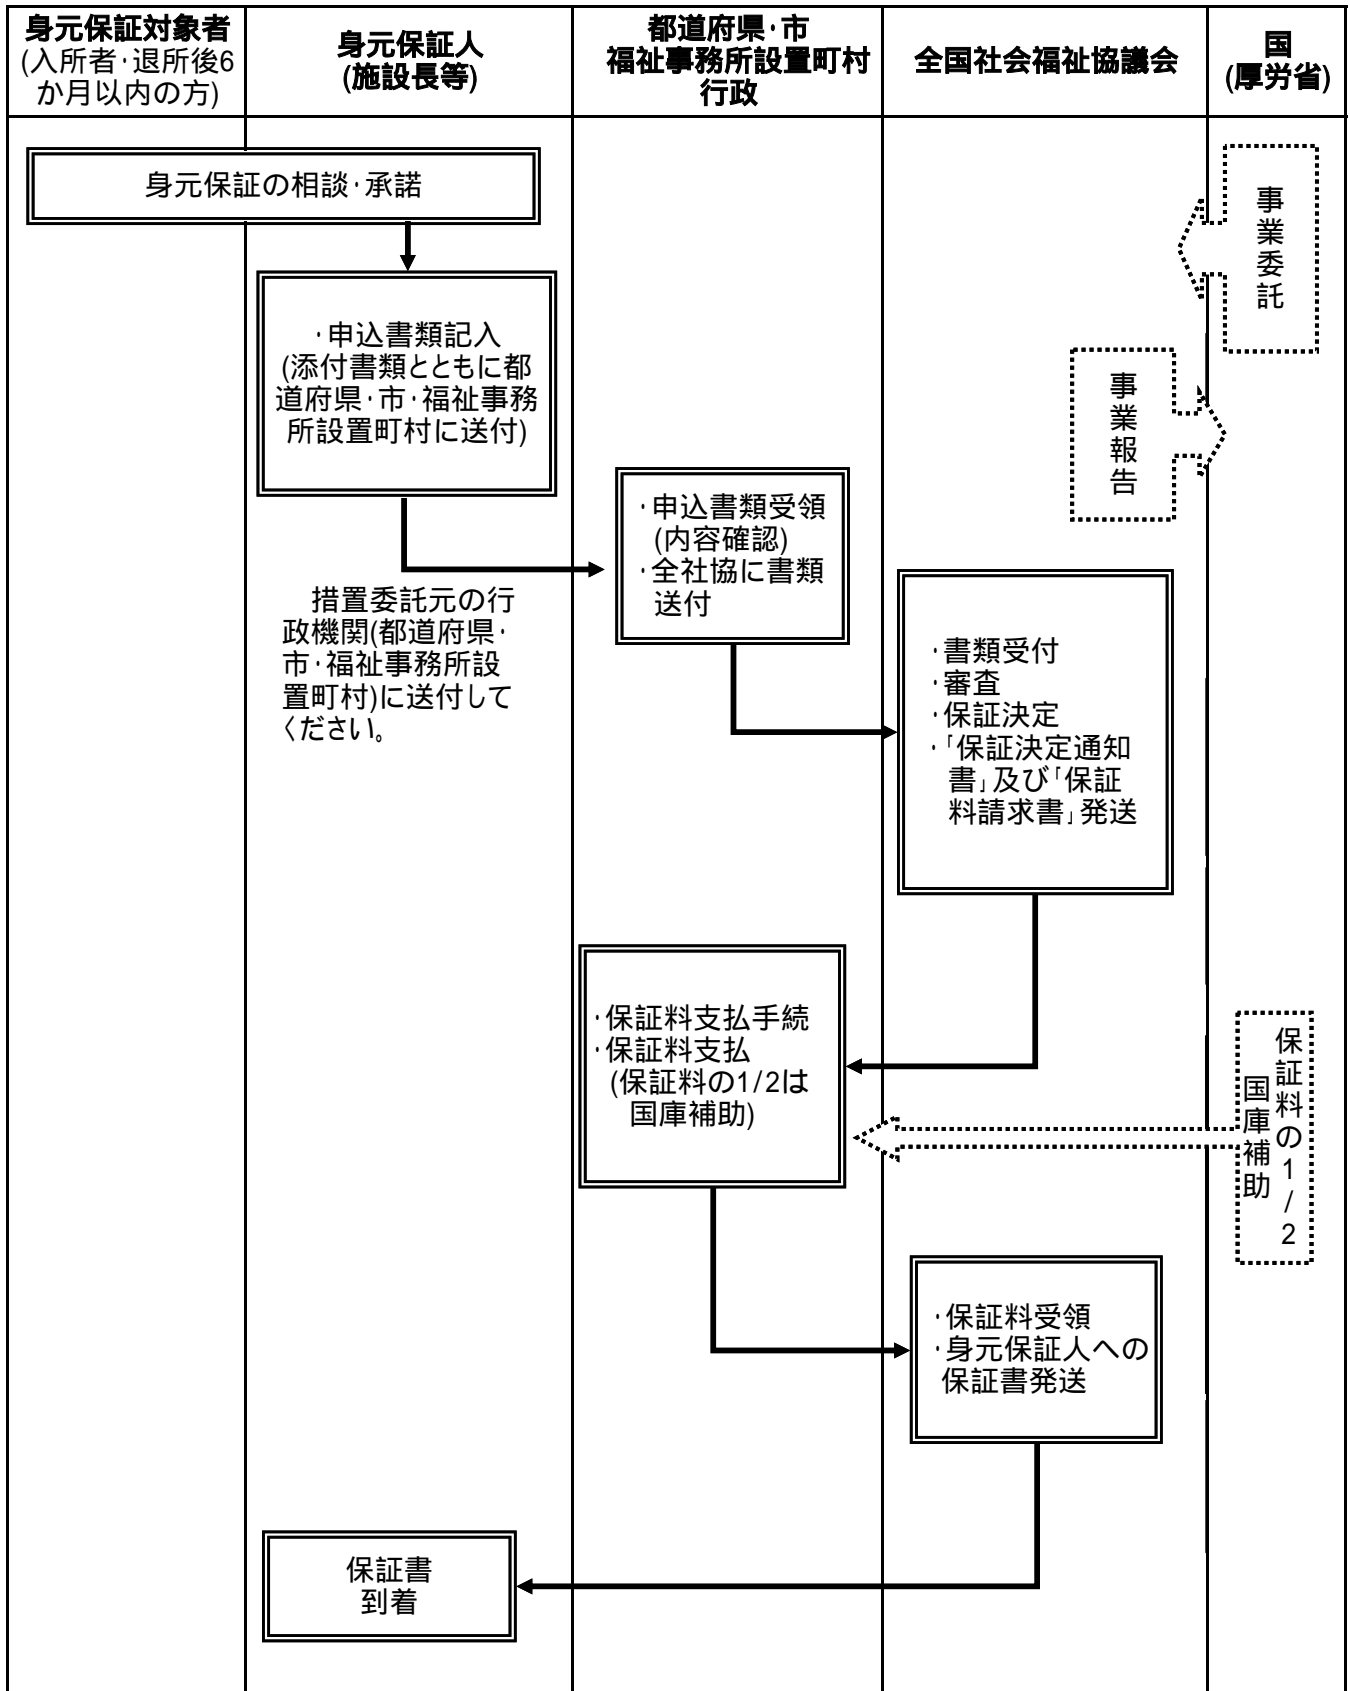 身元保証対象者
(入所者･退所後6
か月以内の方)
身元保証人
(施設長等)
都道府県･市
福祉事務所設置町村
行政
全国社会福祉協議会
国
(厚労省)
身元保証の相談･承諾
事業委託
･申込書類記入
(添付書類とともに都
道府県･市･福祉事務
所設置町村に送付)
事業報告
･申込書類受領
(内容確認)
･全社協に書類
送付
措置委託元の行
政機関(都道府県･
市･福祉事務所設
置町村)に送付して
ください。
･書類受付
･審査
･保証決定
･｢保証決定通知
書｣及び｢保証
料請求書｣発送
･保証料支払手続
･保証料支払
(保証料の1/2は
国庫補助)
保証料の1/2
国庫補助
･保証料受領
･身元保証人への
保証書発送
保証書
到着